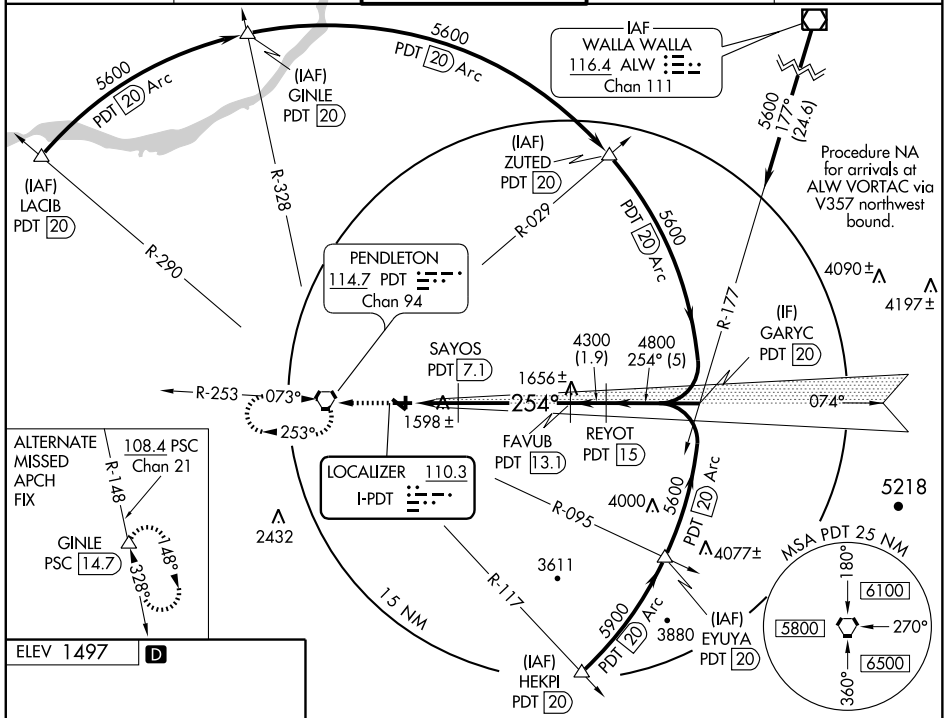 5600
PDT 20 Arc
(IAF)
GINLE
PDT 20
5600
PDT 20 Arc
(IAF)
LACIB
PDT 20
R-290
R-328
IAF
WALLA WALLA
116.4 ALW
Chan 111
5600
177°
(24.6)
Procedure NA
for arrivals at
ALW VORTAC via
V357 northwest
bound.
(IAF)
ZUTED
PDT 20
R-029
5600
PDT 20 Arc
R-177
4090±
4197±
PENDLETON
114.7 PDT
Chan 94
SAYOS
PDT 7.1
1656±
4300
(1.9)
4800
254° (5)
(IF)
GARYC
PDT 20
R-253
073°
253°
1598±
254°
074°
FAVUB
PDT 13.1
REYOT
PDT 15
LOCALIZER 110.3
I-PDT
ALTERNATE
MISSED
APCH
FIX
108.4 PSC
Chan 21
R-148
GINLE
PSC 14.7
148°
328°
2432
R-095
4000
5600
PDT 20 Arc
4077±
5218
3611
R-117
15 NM
5900
PDT 20 Arc
3880
(IAF)
EYUYA
PDT 20
(IAF)
HEKPI
PDT 20
MSA PDT 25 NM
180°
6100
5800
270°
360°
6500
ELEV 1497 D